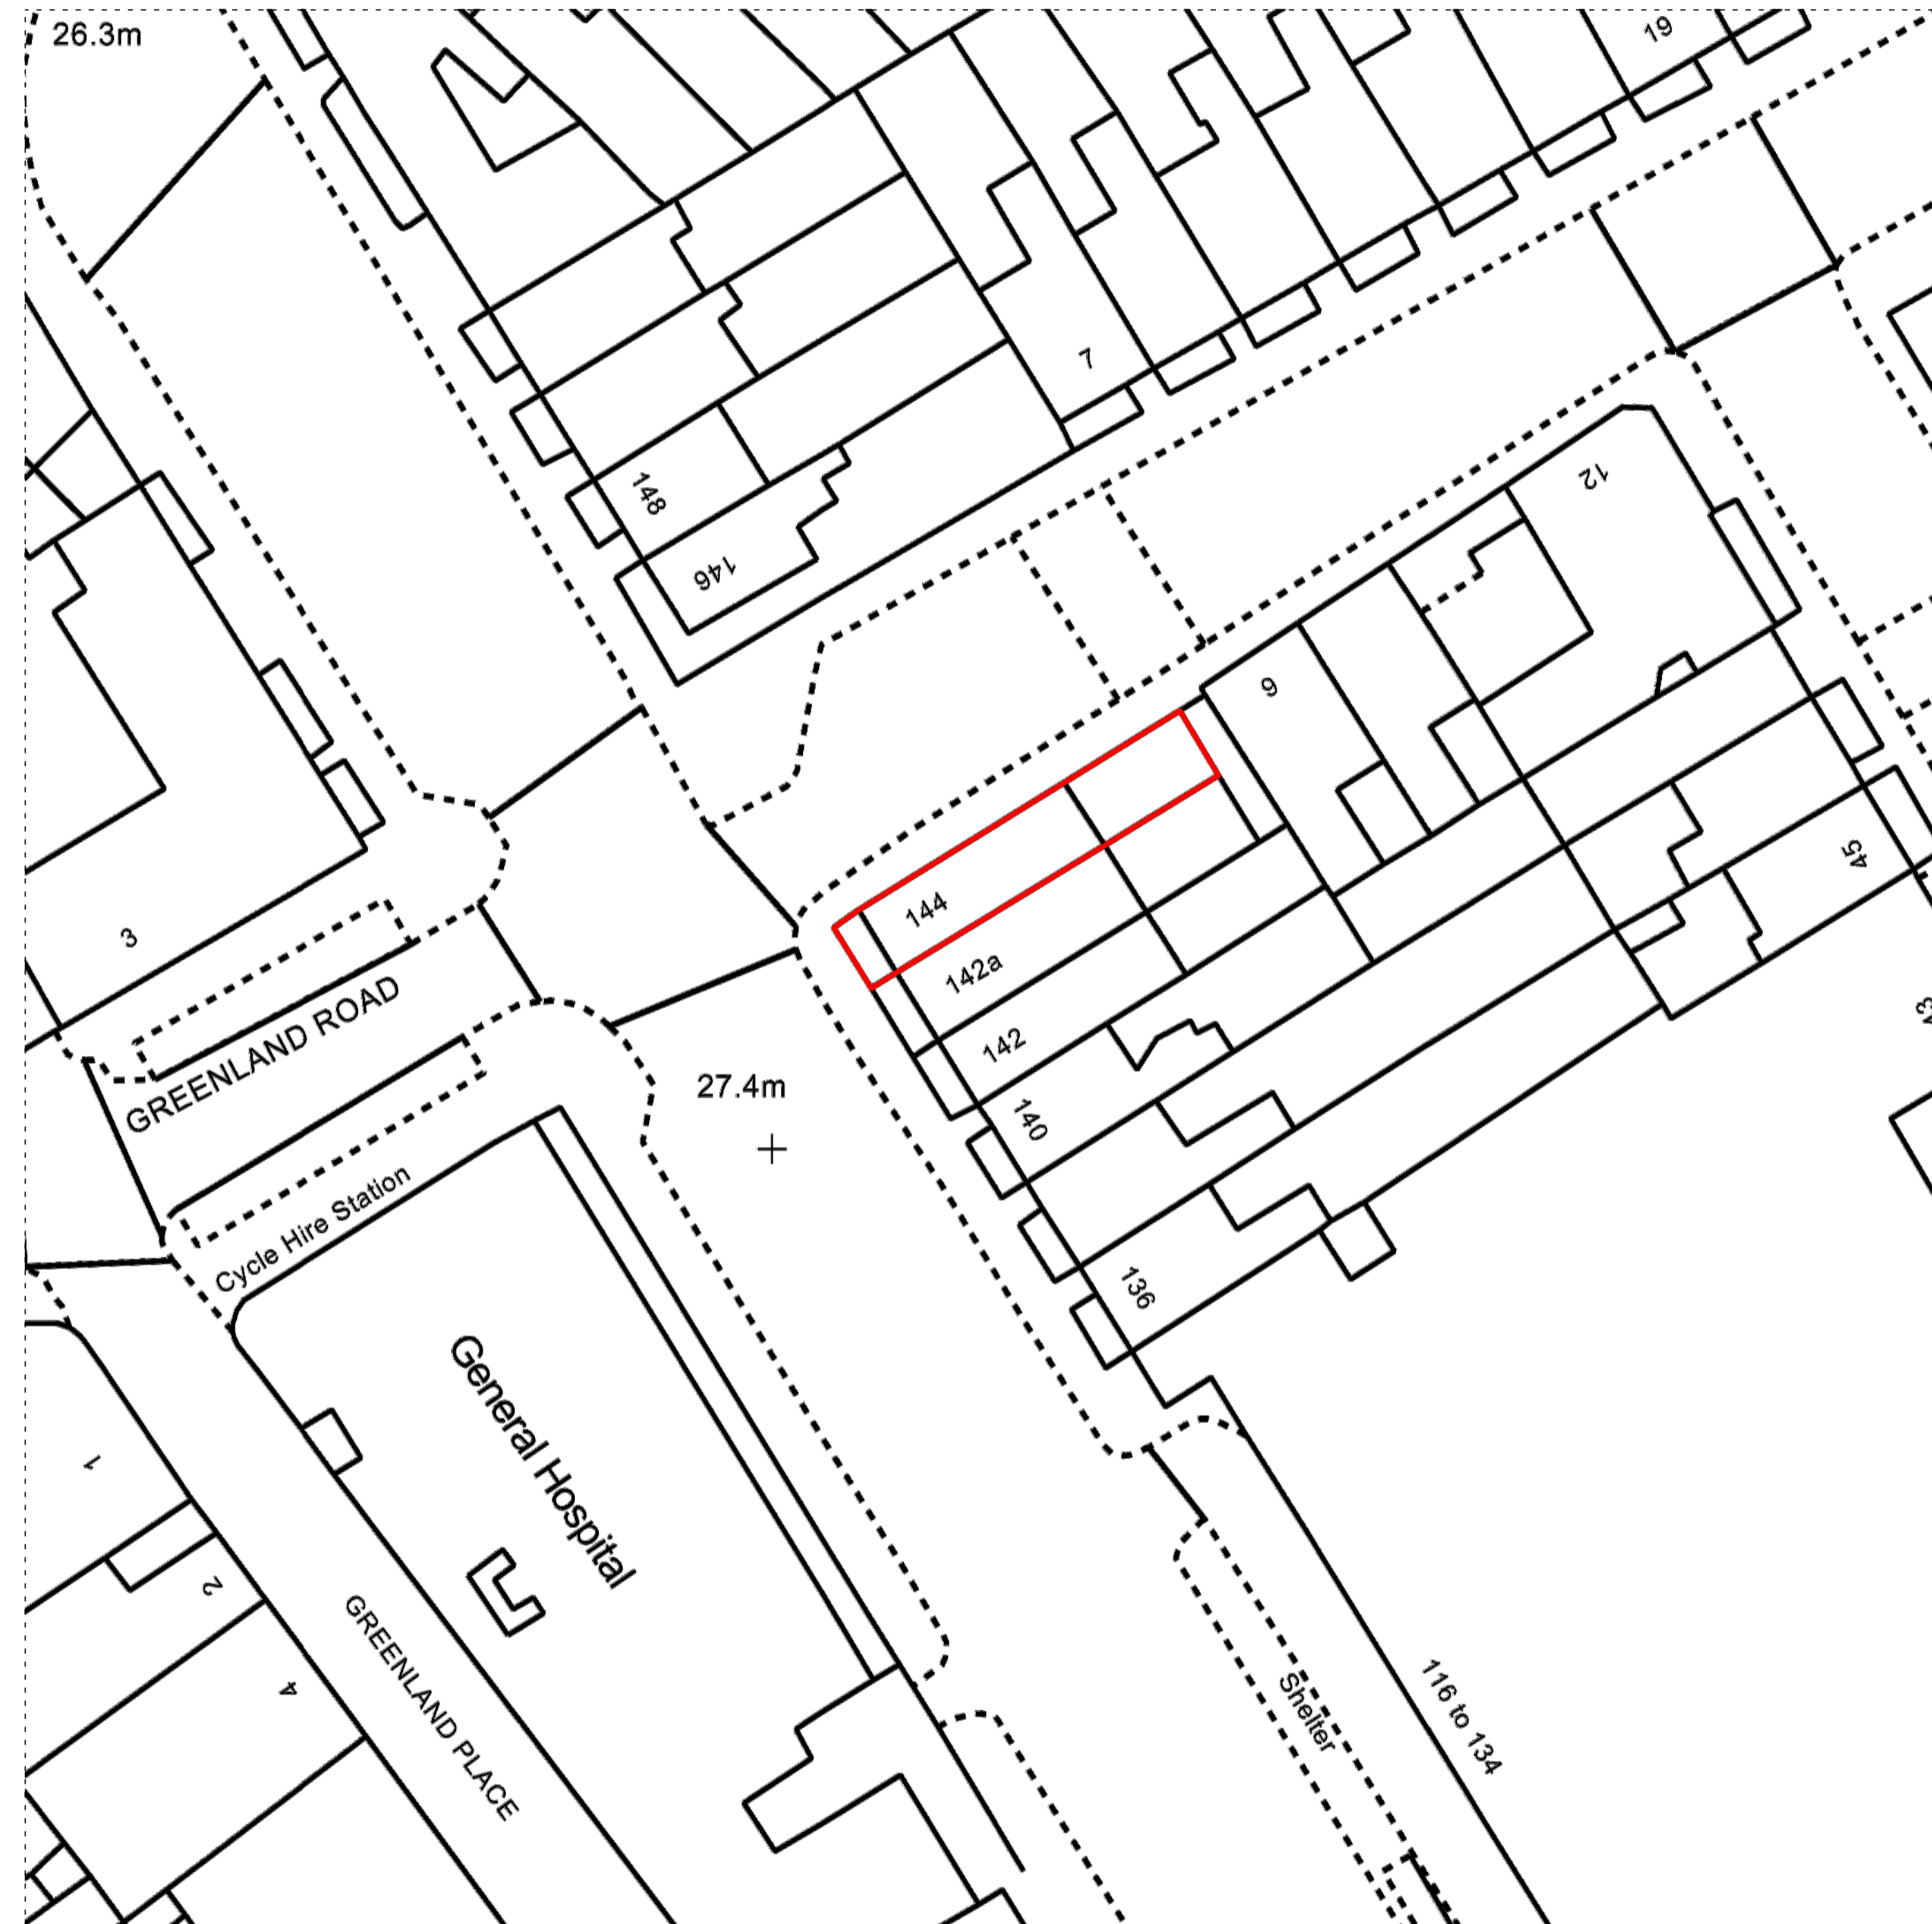 26.3m
19
7
148
146
12
9
45
3
144
142a
GREENLAND ROAD
142
27.4m
140
Cycle Hire Station
136
General Hospital
1
2
GREENLAND PLACE
4
Shelter
116 to 134